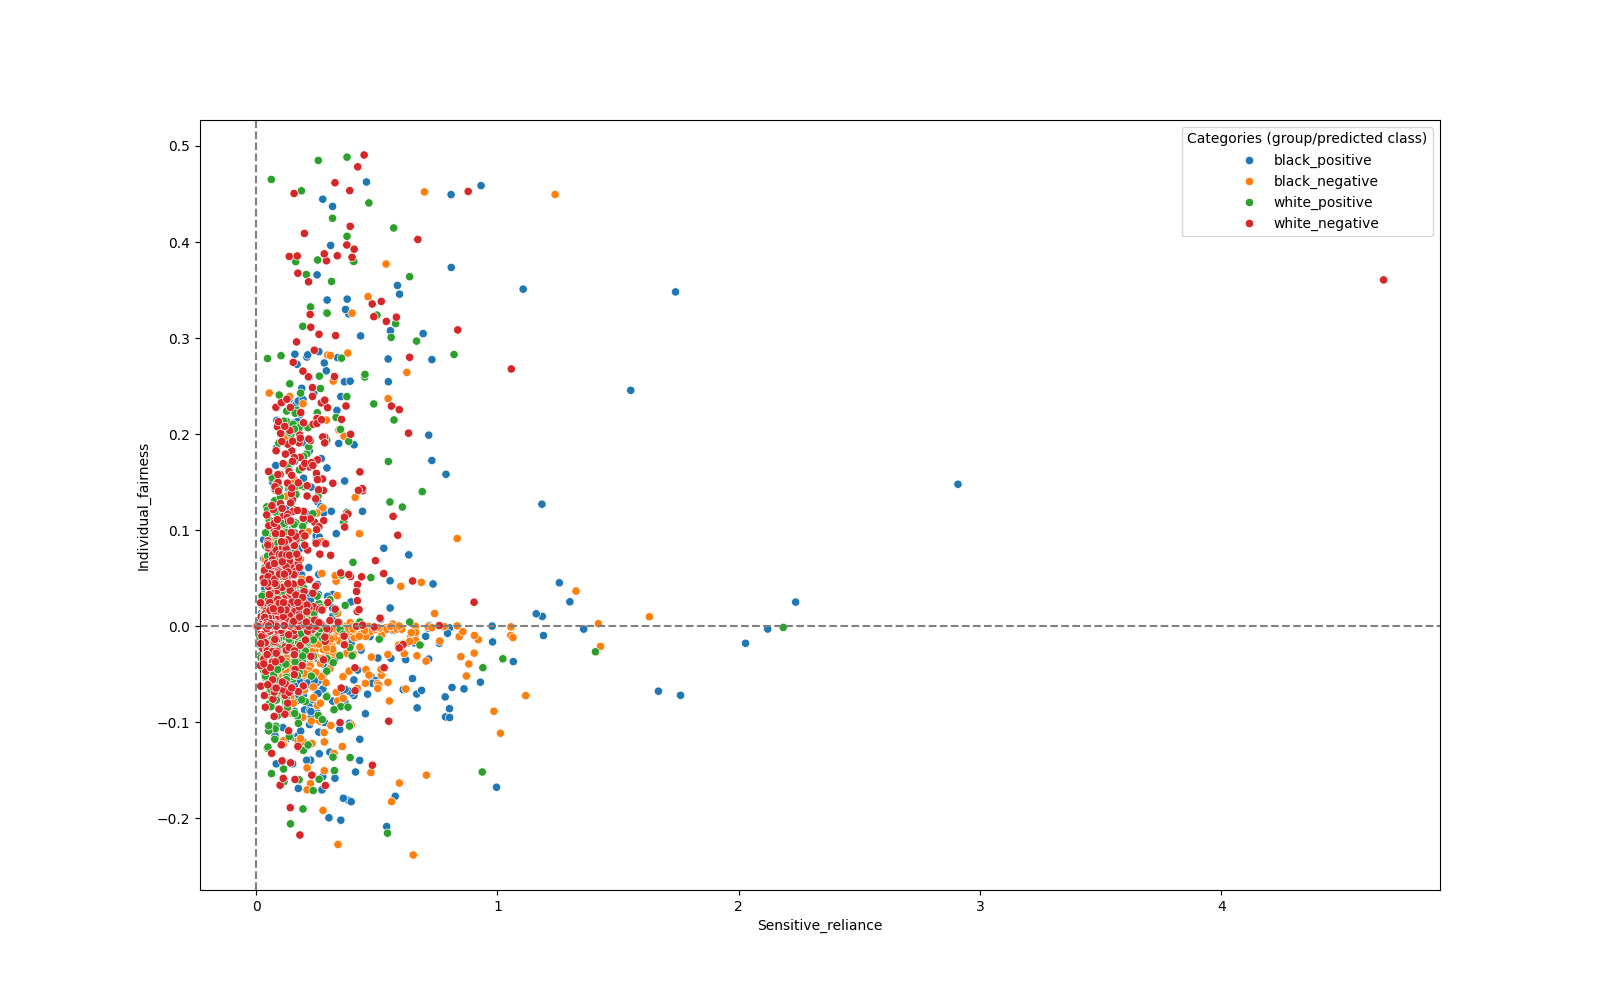 Categories (group/predicted class)
black_positive
black_negative
white_positive
white_negative
0.5
0.4
0.3
0.2
0.1
0.0
−0.1
−0.2
Individual_fairness
0
1
2
3
4
Sensitive_reliance